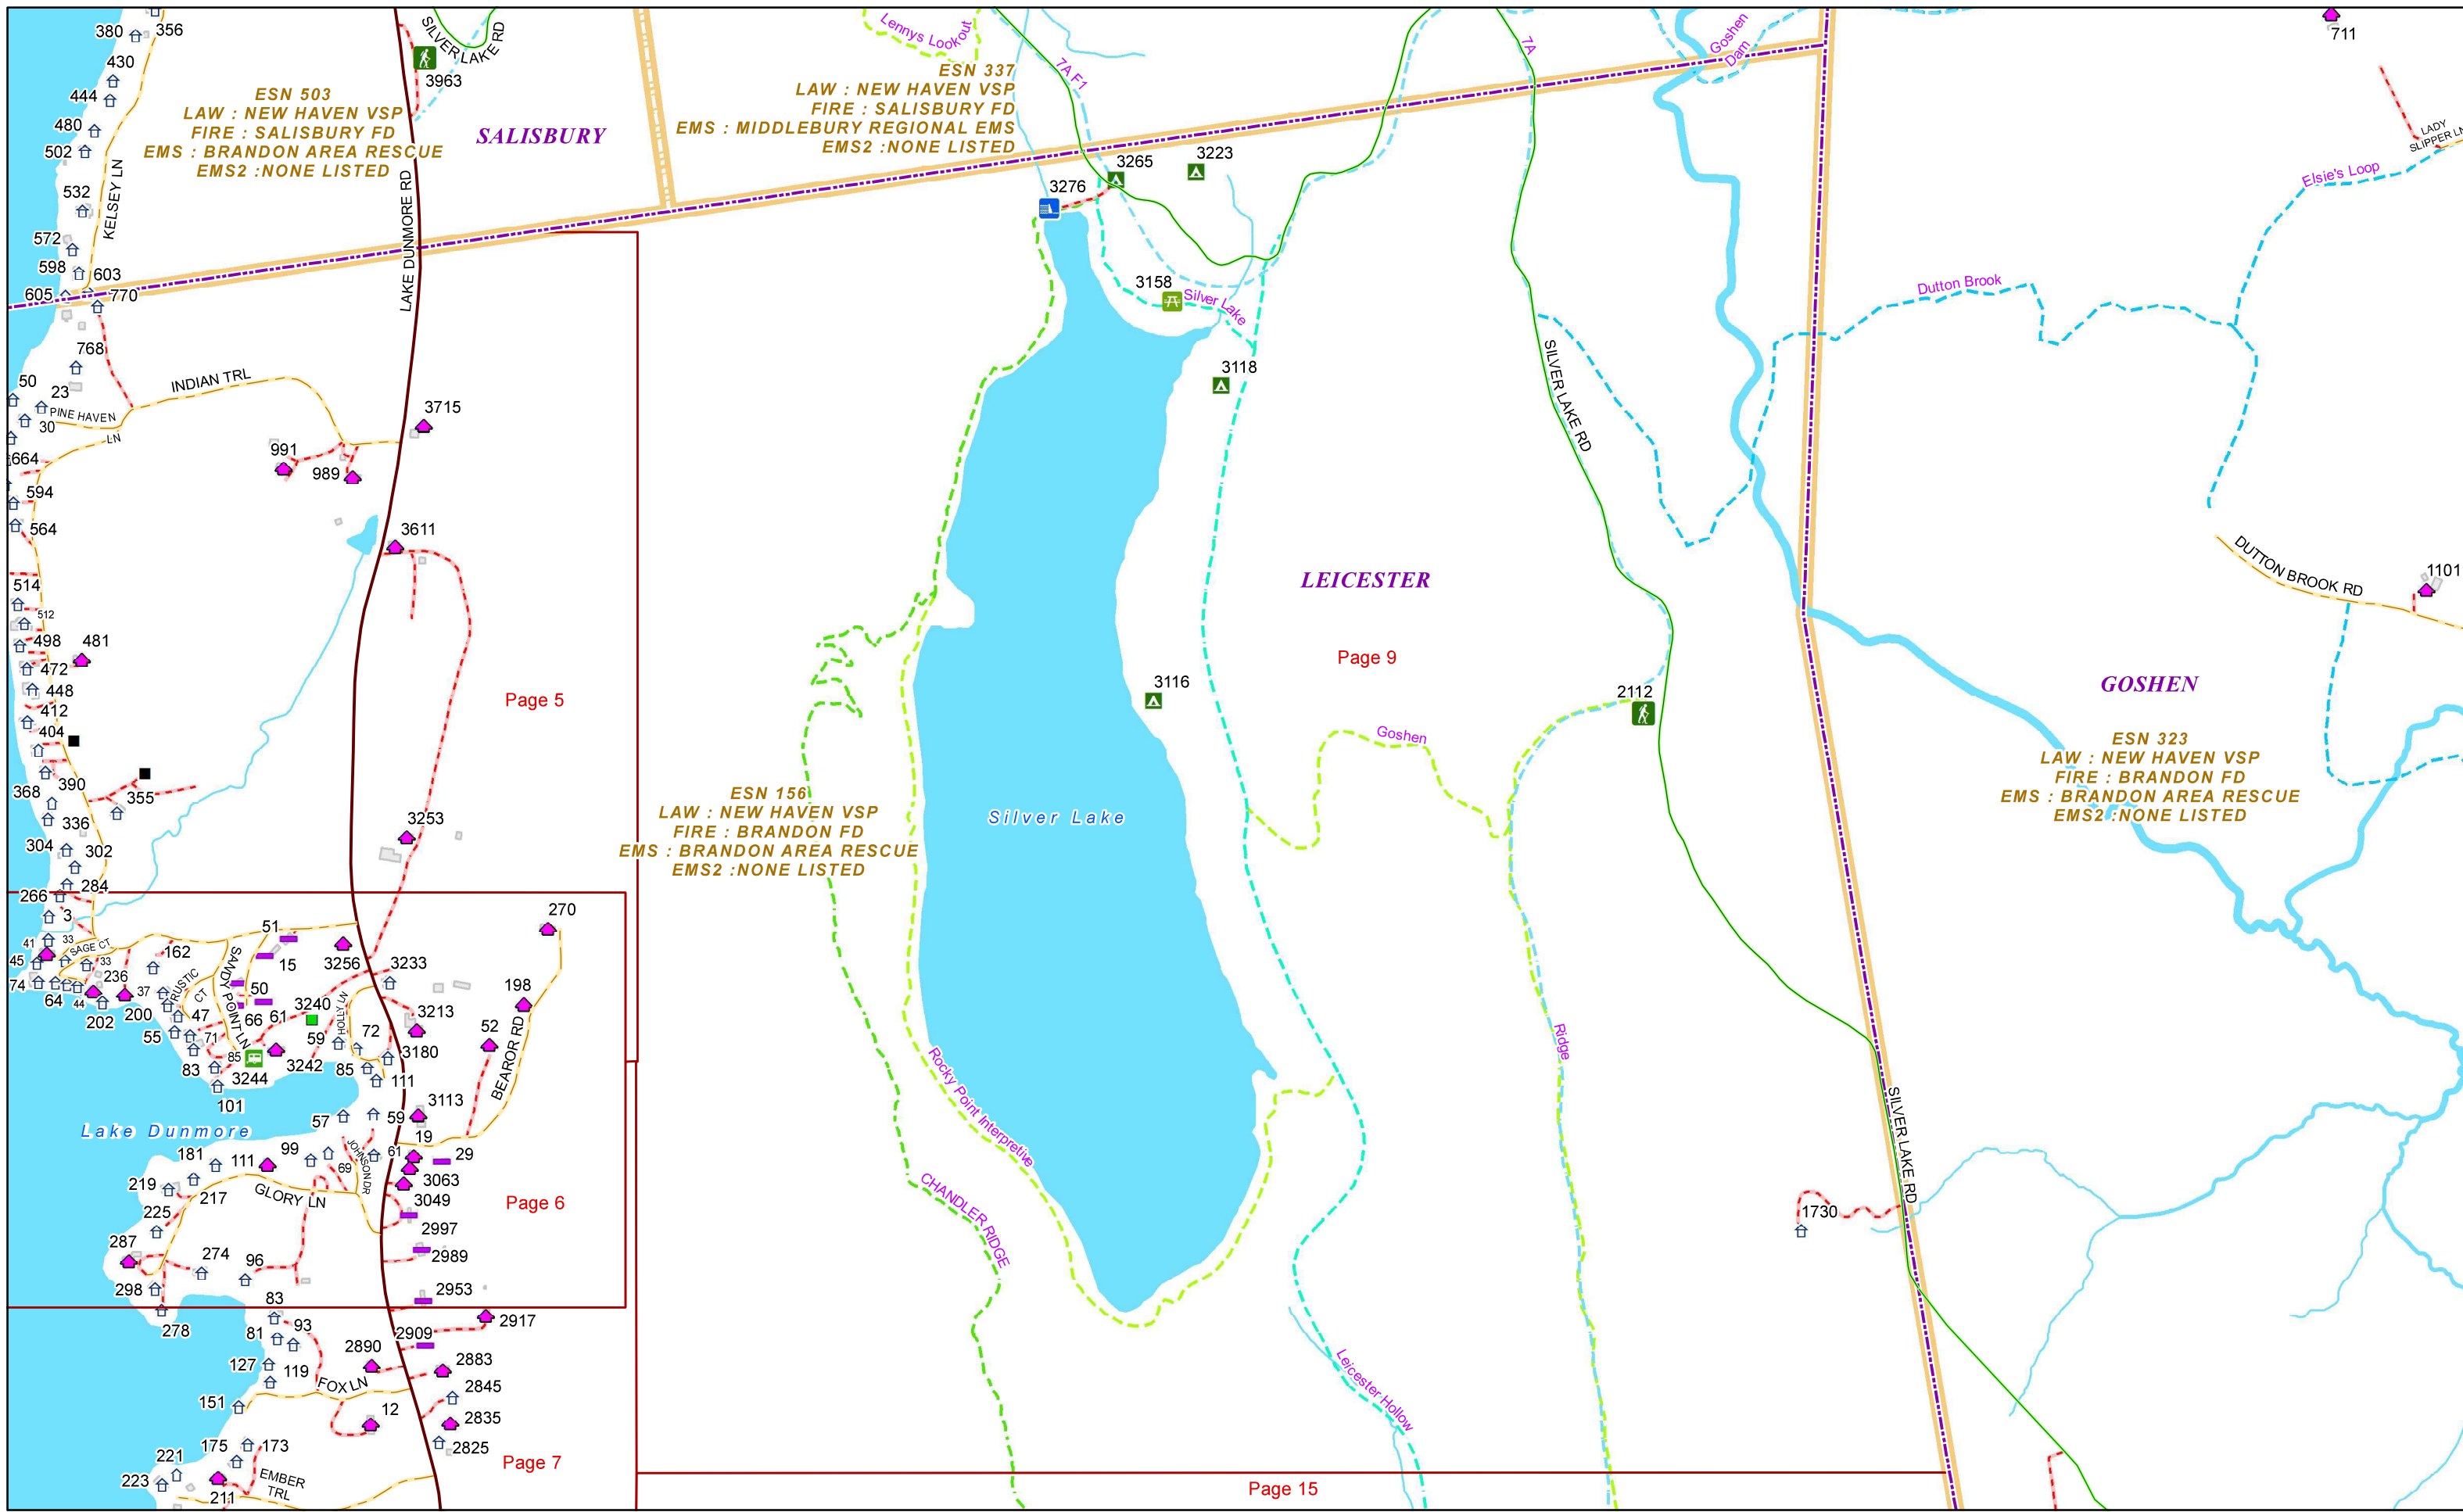 380
356
430
444
480
502
532
572
598
603
605
770
768
KELSEY LN
ESN 503
LAW : NEW HAVEN VSP
FIRE : SALISBURY FD
EMS : BRANDON AREA RESCUE
EMS2 :NONE LISTED
SILVER LAKE RD
3963
SALISBURY
LAKE DUNMORE RD
Lennys Lookout
ESN 337
LAW : NEW HAVEN VSP
FIRE : SALISBURY FD
EMS : MIDDLEBURY REGIONAL EMS
EMS2 :NONE LISTED
7A F1
7A
Goshen
Dam
711
LADY
SLIPPER LN
Elsie's Loop
3265
3223
3276
3158
Silver Lake
3118
Dutton Brook
SILVER LAKE RD
50
23
PINE HAVEN
LN
30
INDIAN TRL
664
594
564
514
512
498
481
472
448
412
404
390
368
355
336
304
302
284
266
3
991
989
3715
3611
Page 5
3253
LEICESTER
Page 9
3116
2112
Goshen
DUTTON BROOK RD
1101
GOSHEN
ESN 323
LAW : NEW HAVEN VSP
FIRE : BRANDON FD
EMS : BRANDON AREA RESCUE
EMS2 :NONE LISTED
ESN 156
LAW : NEW HAVEN VSP
FIRE : BRANDON FD
EMS : BRANDON AREA RESCUE
EMS2 :NONE LISTED
Silver Lake
41
33
SAGE CT
45
33
74
64
44
236
202
37
200
162
RUSTIC
CT
SANDY POINT LN
51
15
50
66
61
47
55
71
85
83
3244
3242
101
3256
3240
HOLLY LN
59
72
3233
3213
3180
85
111
270
198
52
BEAROR RD
Lake Dunmore
57
59
3113
19
61
29
3063
3049
2997
2989
2953
JOHNSON DR
69
99
111
181
219
217
GLORY LN
225
287
274
96
298
278
Page 6
83
81
93
127
119
151
FOX LN
2890
2909
2917
2883
2845
2835
2825
12
175
173
221
223
211
EMBER
TRL
Page 7
Rocky Point Interpretive
CHANDLER RIDGE
Ridge
Leicester Hollow
SILVER LAKE RD
1730
Page 15